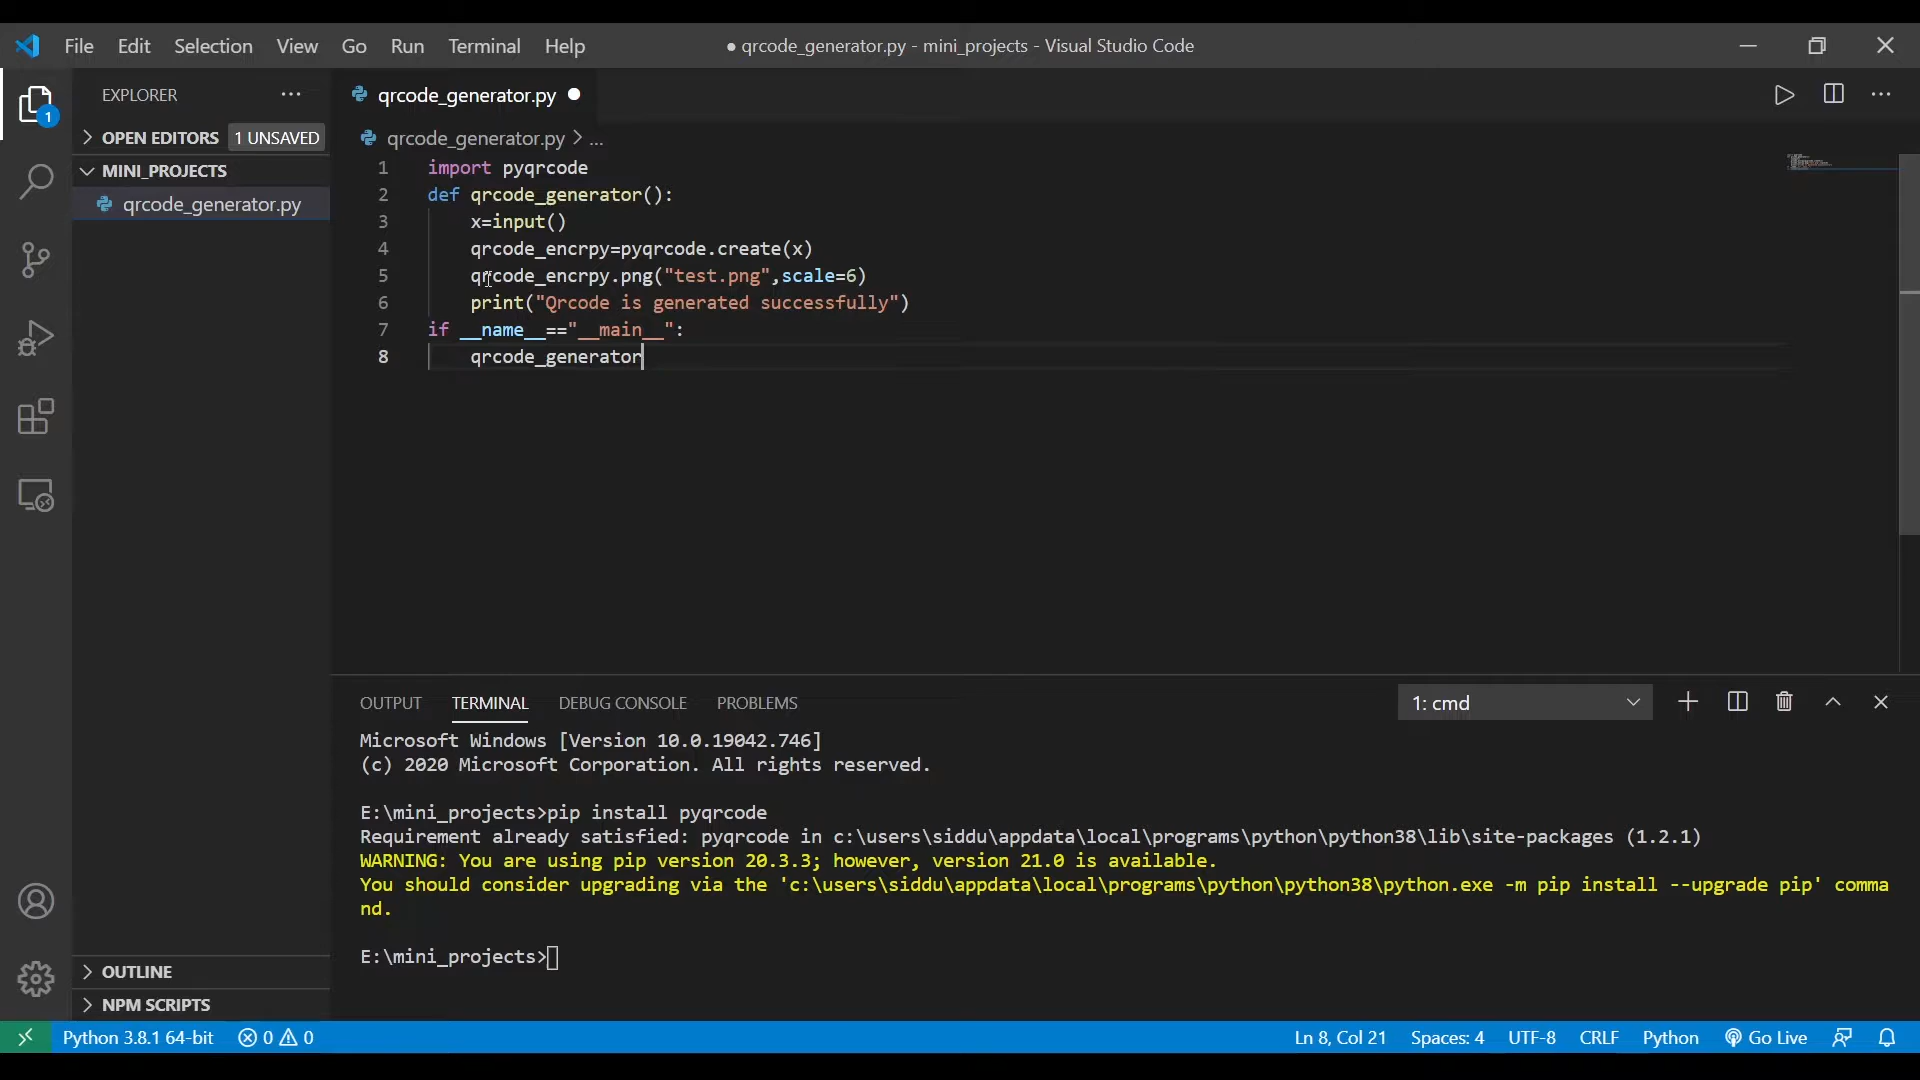 File Edit Selection View Go Run Terminal Help ● qrcode_generator.py - mini_projects - Visual Studio Code
1
EXPLORER ...
OPEN EDITORS 1 UNSAVED
MINI_PROJECTS
qrcode_generator.py
OUTLINE
NPM SCRIPTS
qrcode_generator.py
qrcode_generator.py > ...
1 import pyqrcode
2 def qrcode_generator():
3 x=input()
4 qrcode_encrpy=pyqrcode.create(x)
5 qrcode_encrpy.png("test.png",scale=6)
6 print("Qrcode is generated successfully")
7 if __name__=="__main__":
8 qrcode_generator
OUTPUT TERMINAL DEBUG CONSOLE PROBLEMS 1: cmd
Microsoft Windows [Version 10.0.19042.746]
(c) 2020 Microsoft Corporation. All rights reserved.
E:\mini_projects>pip install pyqrcode
Requirement already satisfied: pyqrcode in c:\users\siddu\appdata\local\programs\python\python38\lib\site-packages (1.2.1)
WARNING: You are using pip version 20.3.3; however, version 21.0 is available.
You should consider upgrading via the 'c:\users\siddu\appdata\local\programs\python\python38\python.exe -m pip install --upgrade pip' comma
nd.
E:\mini_projects>
Python 3.8.1 64-bit 0 0 Ln 8, Col 21 Spaces: 4 UTF-8 CRLF Python Go Live